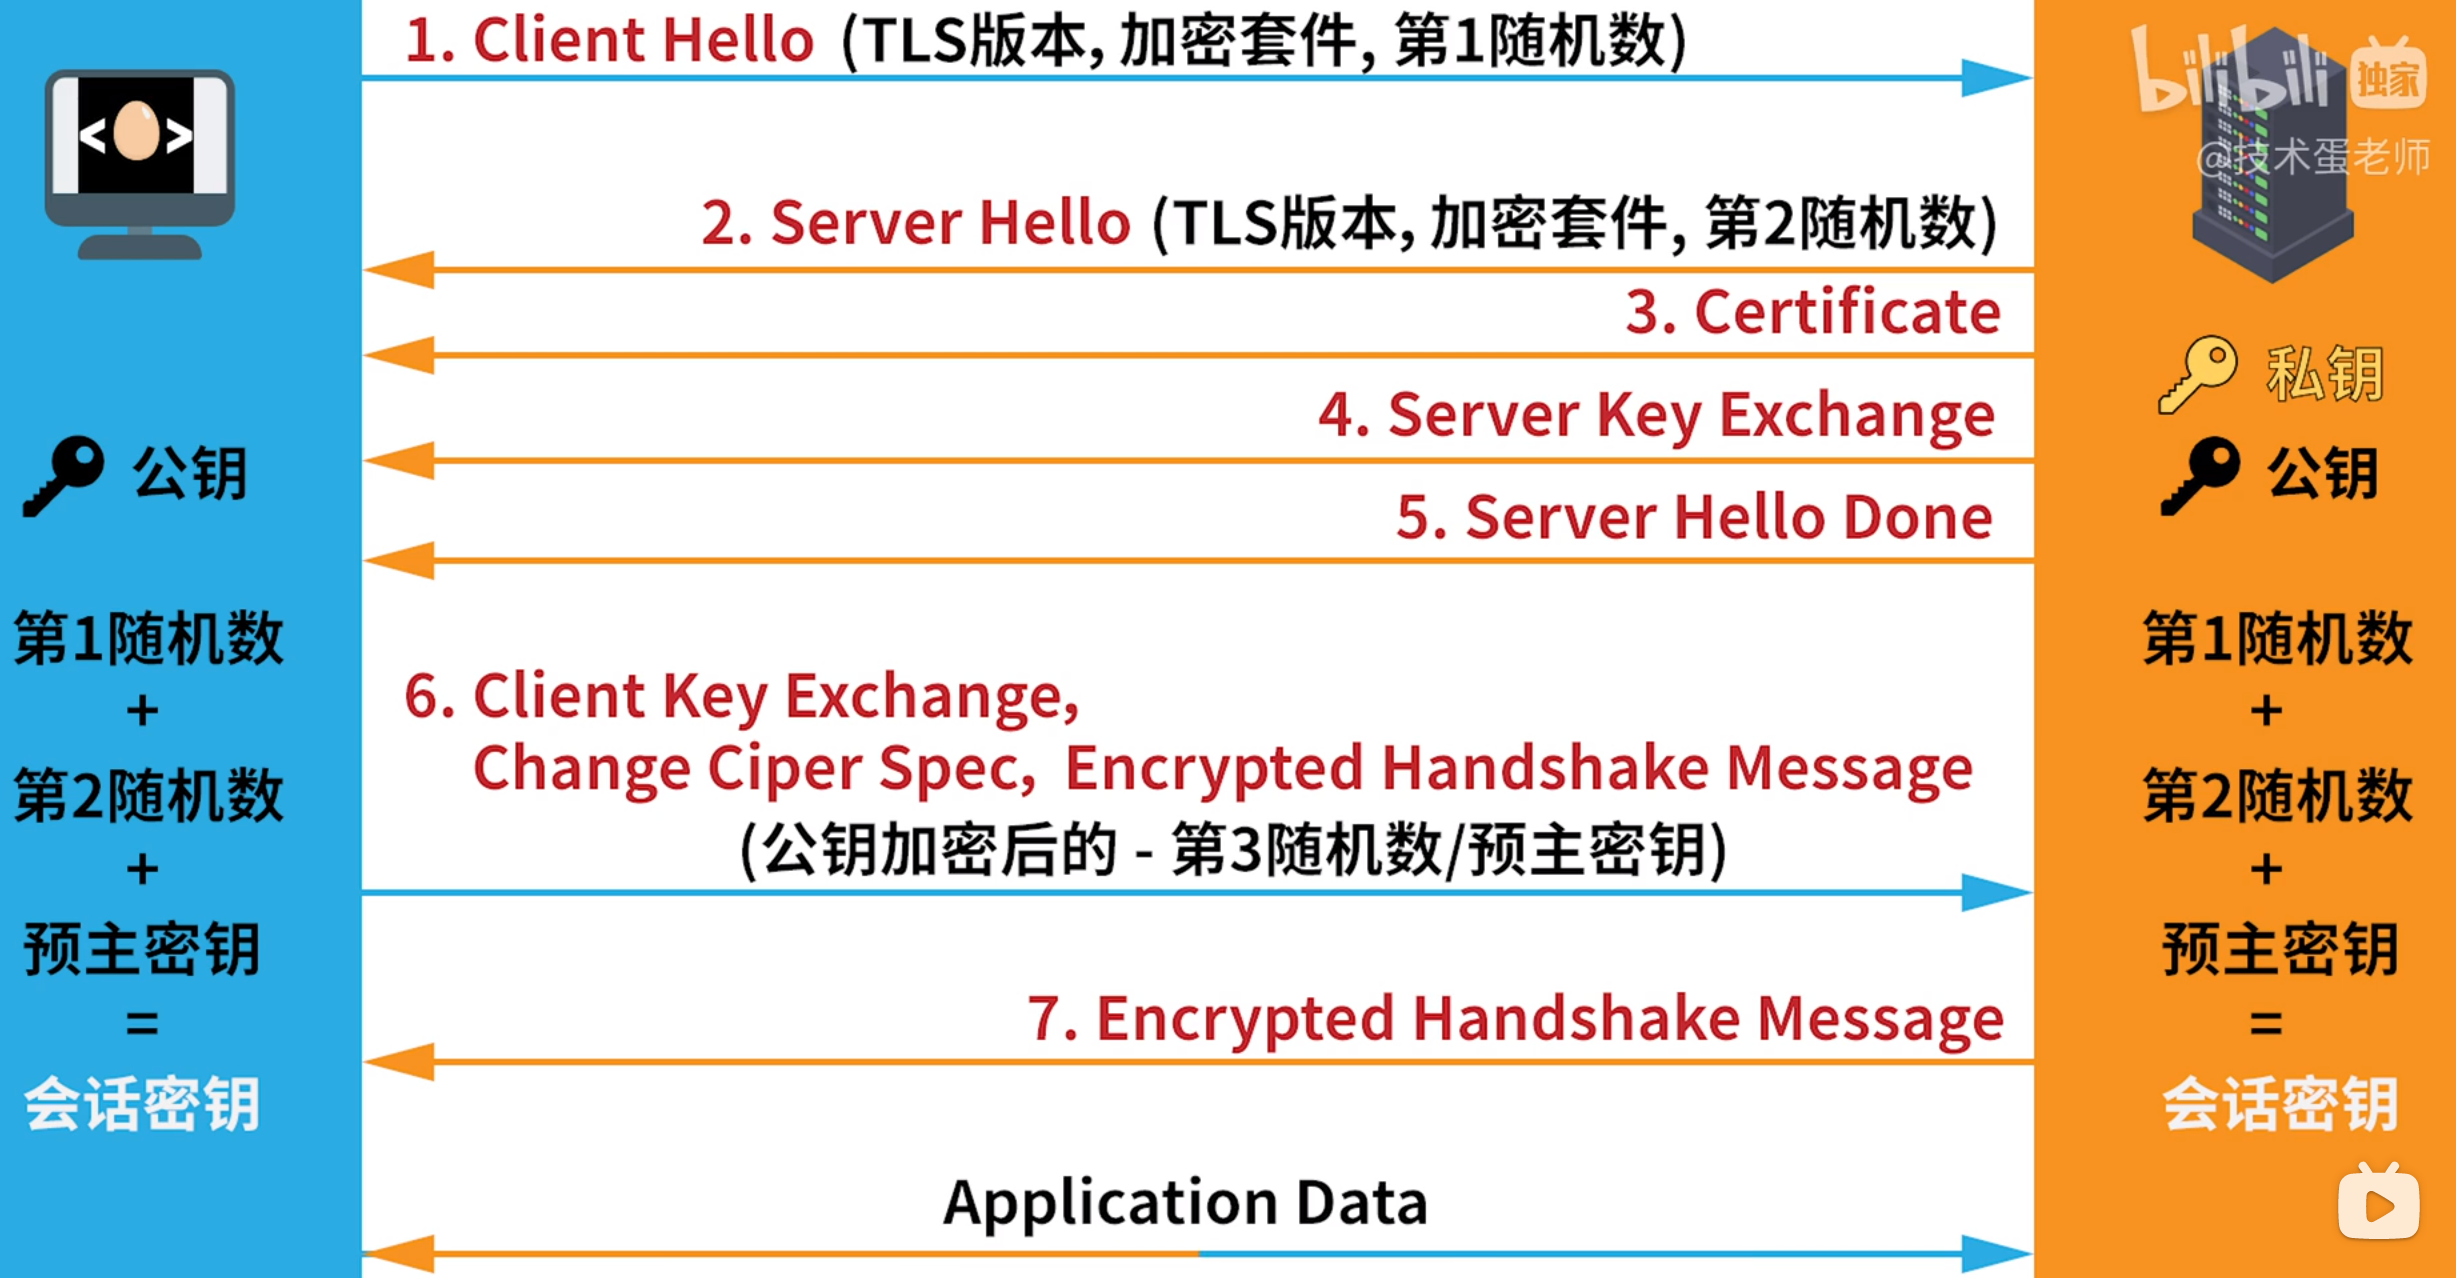 1. Client Hello (TLS版本, 加密套件, 第1随机数)
bilibili 独家
@技术蛋老师
< >
2. Server Hello (TLS版本, 加密套件, 第2随机数)
3. Certificate
私钥
4. Server Key Exchange
公钥
公钥
5. Server Hello Done
第1随机数
+
第2随机数
+
预主密钥
=
会话密钥
6. Client Key Exchange,
Change Ciper Spec, Encrypted Handshake Message
(公钥加密后的 - 第3随机数/预主密钥)
7. Encrypted Handshake Message
Application Data
第1随机数
+
第2随机数
+
预主密钥
=
会话密钥